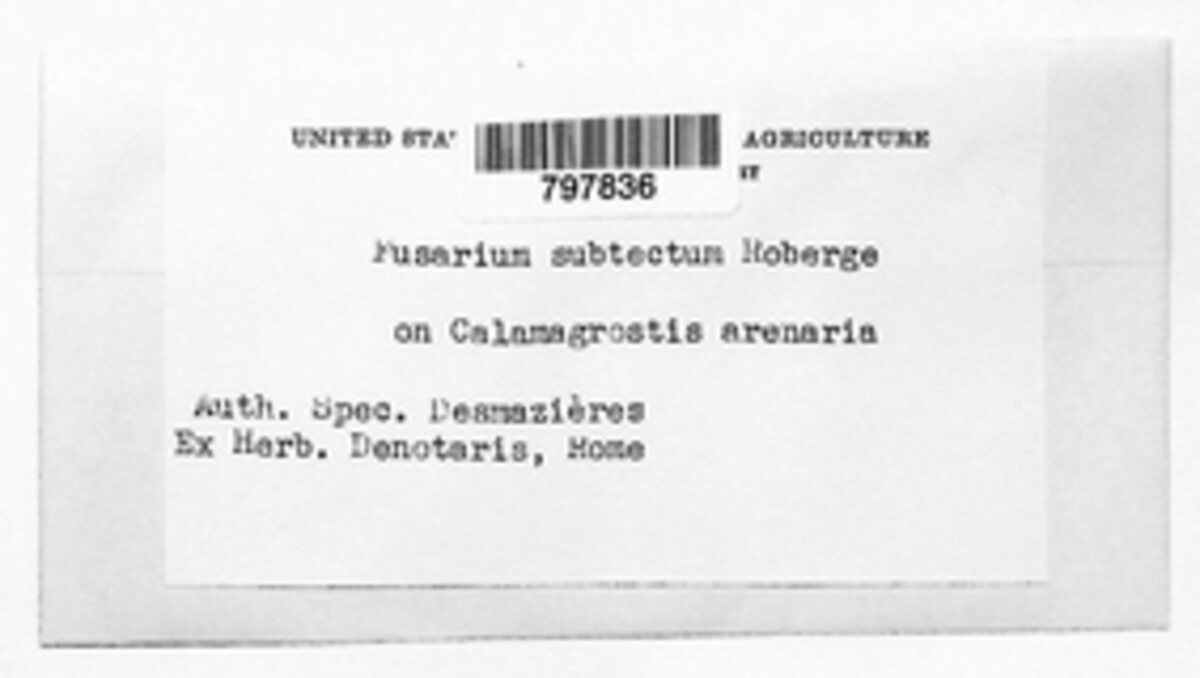 UNITED STA AGRICULTURE
797836
Fusarium subtectum Roberge
on Calamagrostis arenaria
Auth. Spec. Desmazières
Ex Herb. Denotaris, Rome